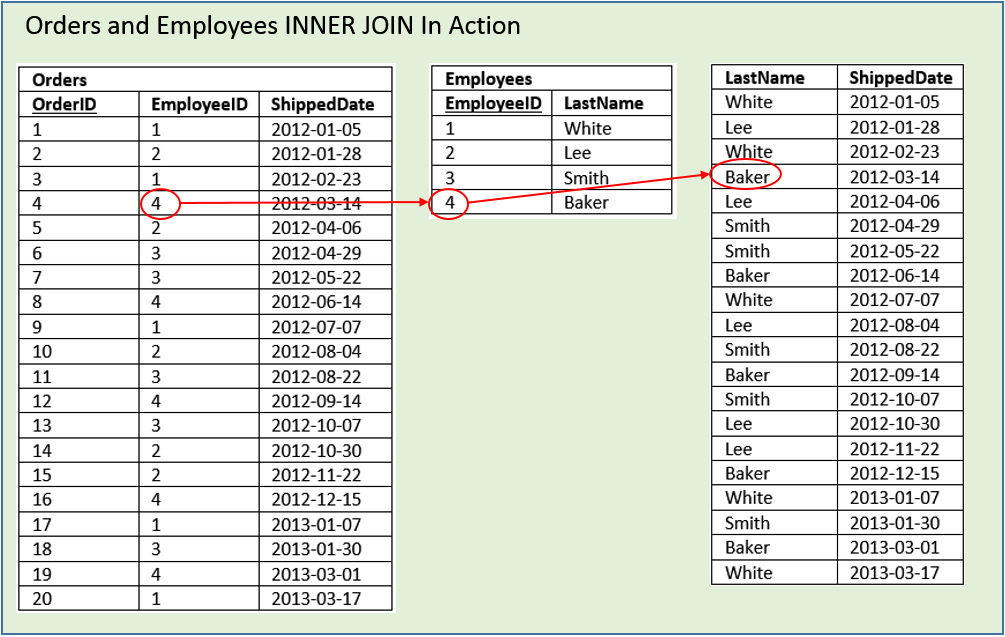 Orders and Employees INNER JOIN In Action
Orders
OrderID EmployeeID ShippedDate
1 1 2012-01-05
2 2 2012-01-28
3 1 2012-02-23
4 4 2012-03-14
5 2 2012-04-06
6 3 2012-04-29
7 3 2012-05-22
8 4 2012-06-14
9 1 2012-07-07
10 2 2012-08-04
11 3 2012-08-22
12 4 2012-09-14
13 3 2012-10-07
14 2 2012-10-30
15 2 2012-11-22
16 4 2012-12-15
17 1 2013-01-07
18 3 2013-01-30
19 4 2013-03-01
20 1 2013-03-17
Employees
EmployeeID LastName
1 White
2 Lee
3 Smith
4 Baker
LastName ShippedDate
White 2012-01-05
Lee 2012-01-28
White 2012-02-23
Baker 2012-03-14
Lee 2012-04-06
Smith 2012-04-29
Smith 2012-05-22
Baker 2012-06-14
White 2012-07-07
Lee 2012-08-04
Smith 2012-08-22
Baker 2012-09-14
Smith 2012-10-07
Lee 2012-10-30
Lee 2012-11-22
Baker 2012-12-15
White 2013-01-07
Smith 2013-01-30
Baker 2013-03-01
White 2013-03-17